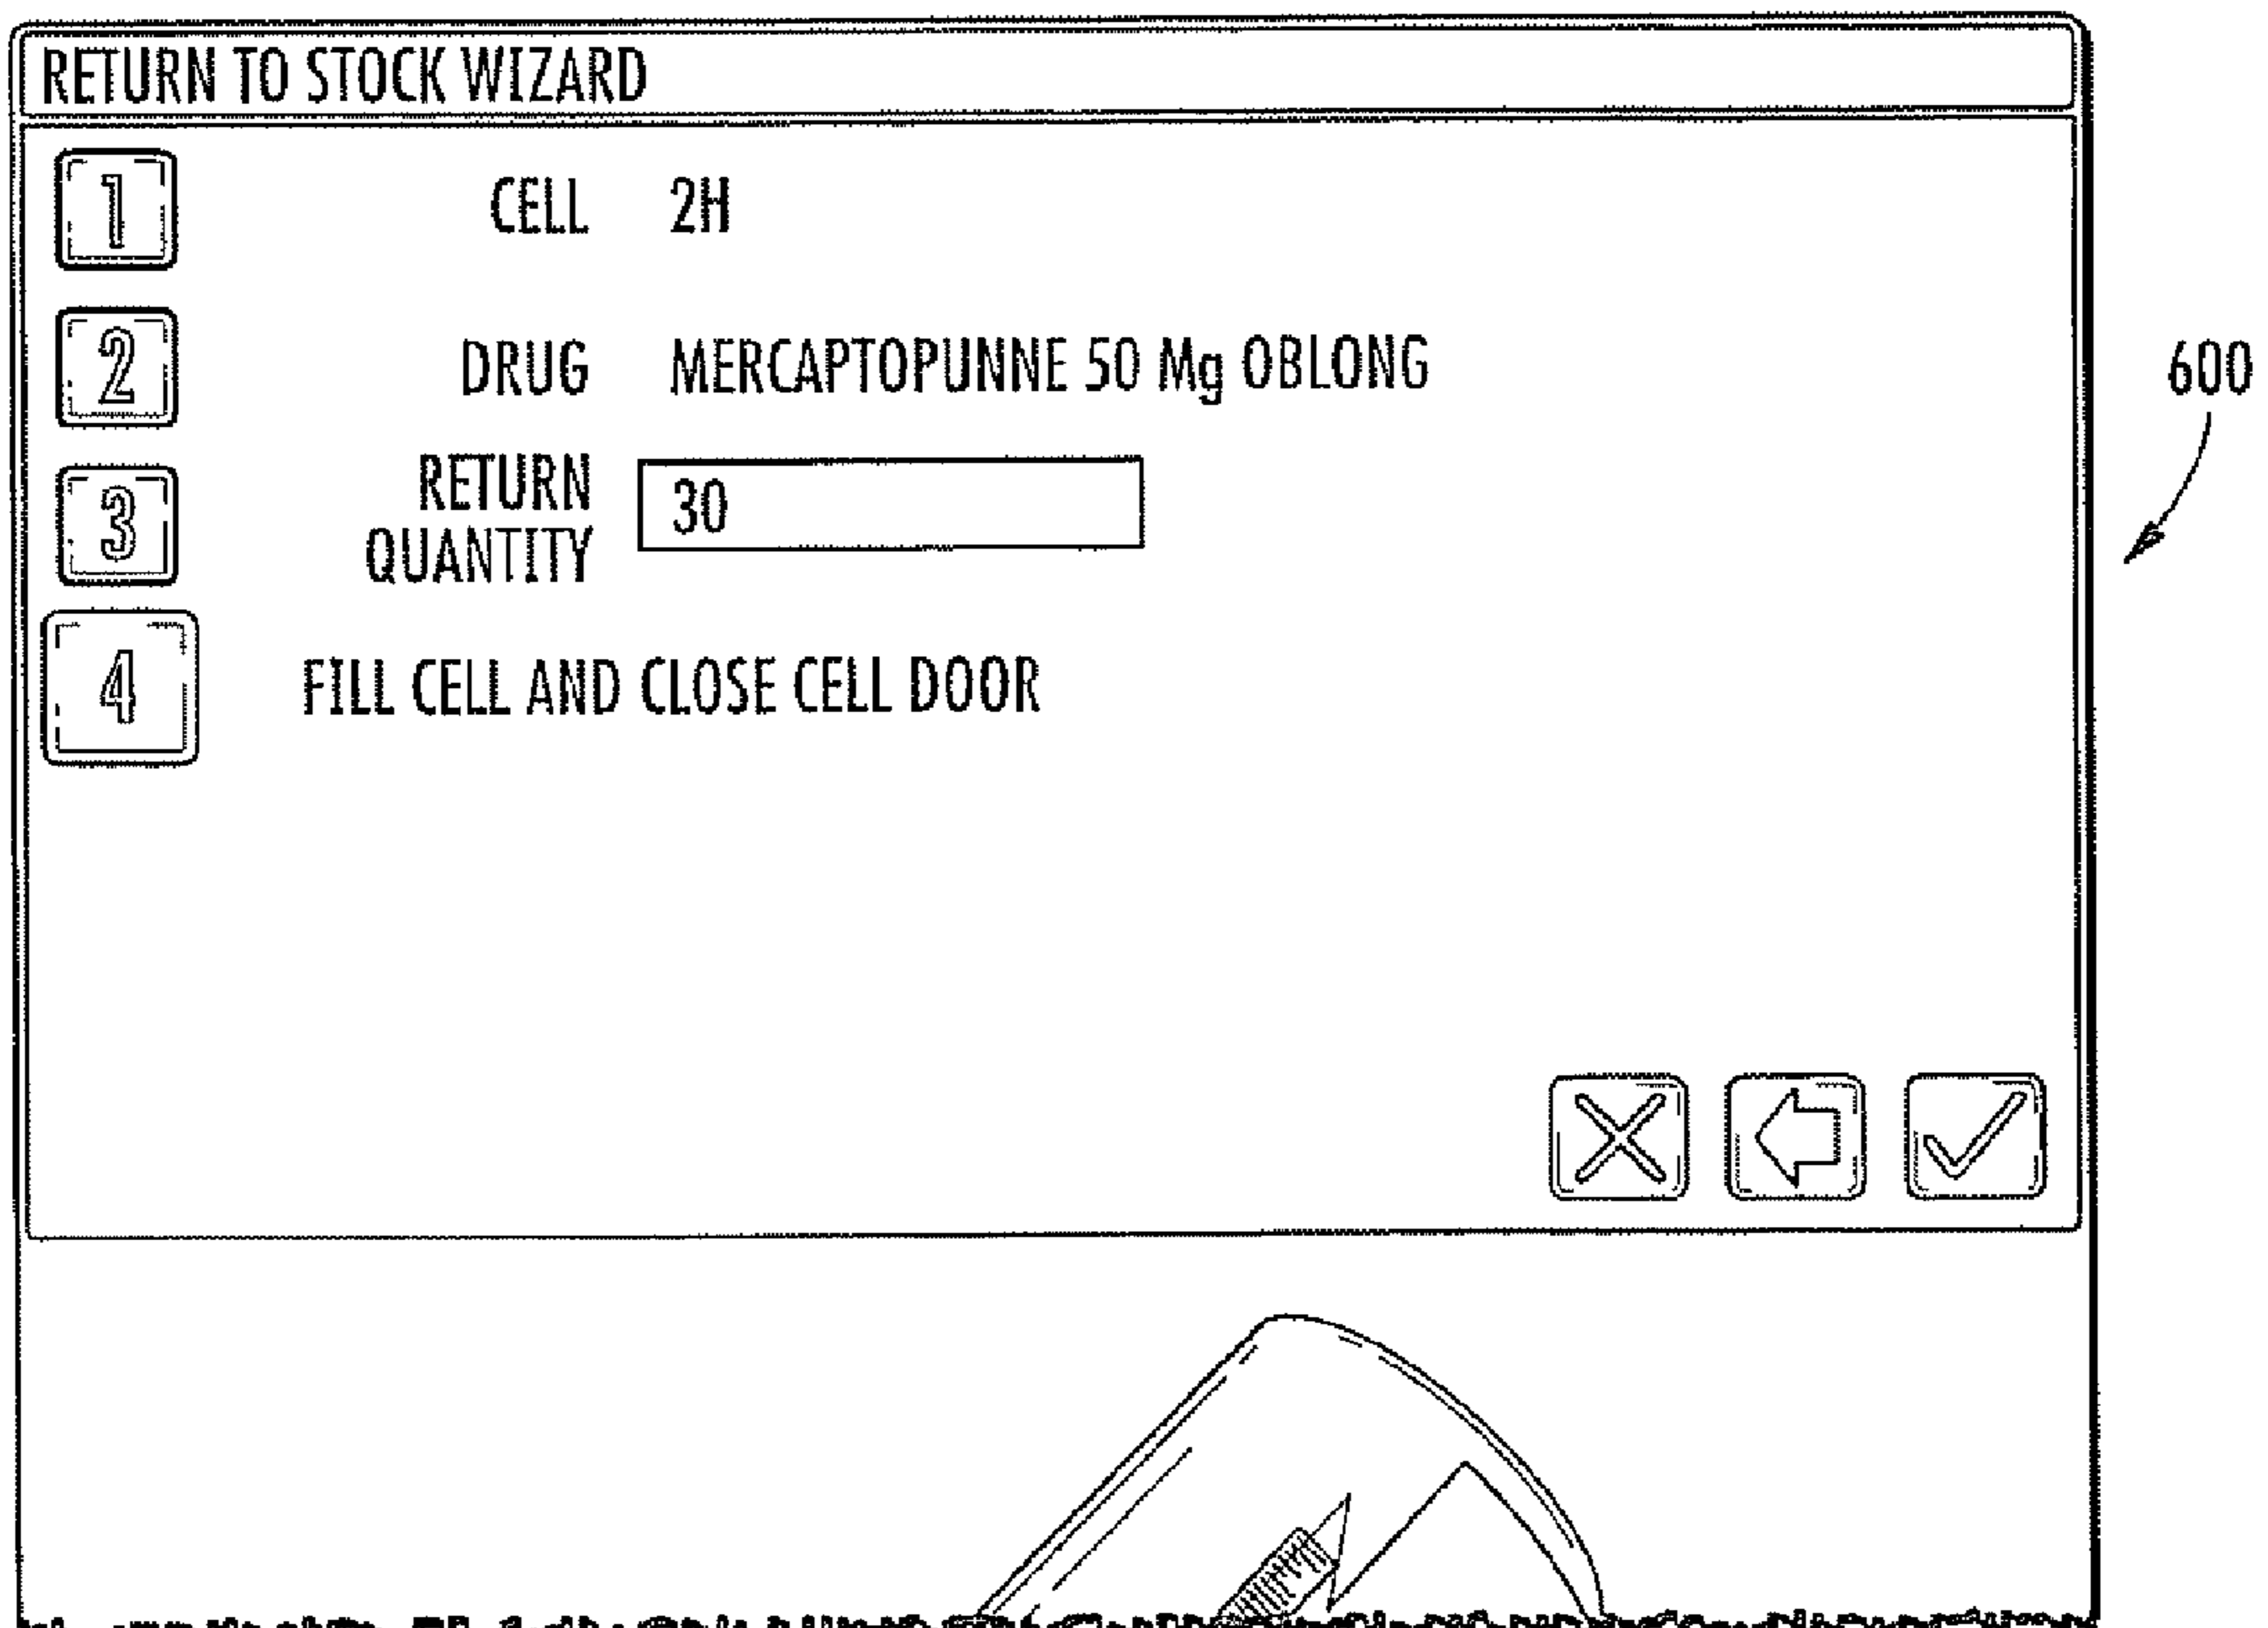 RETURN TO STOCK WIZARD
1 CELL 2H
2 DRUG MERCAPTOPUNNE 50 Mg OBLONG
600
3 RETURN QUANTITY 30
4 FILL CELL AND CLOSE CELL DOOR